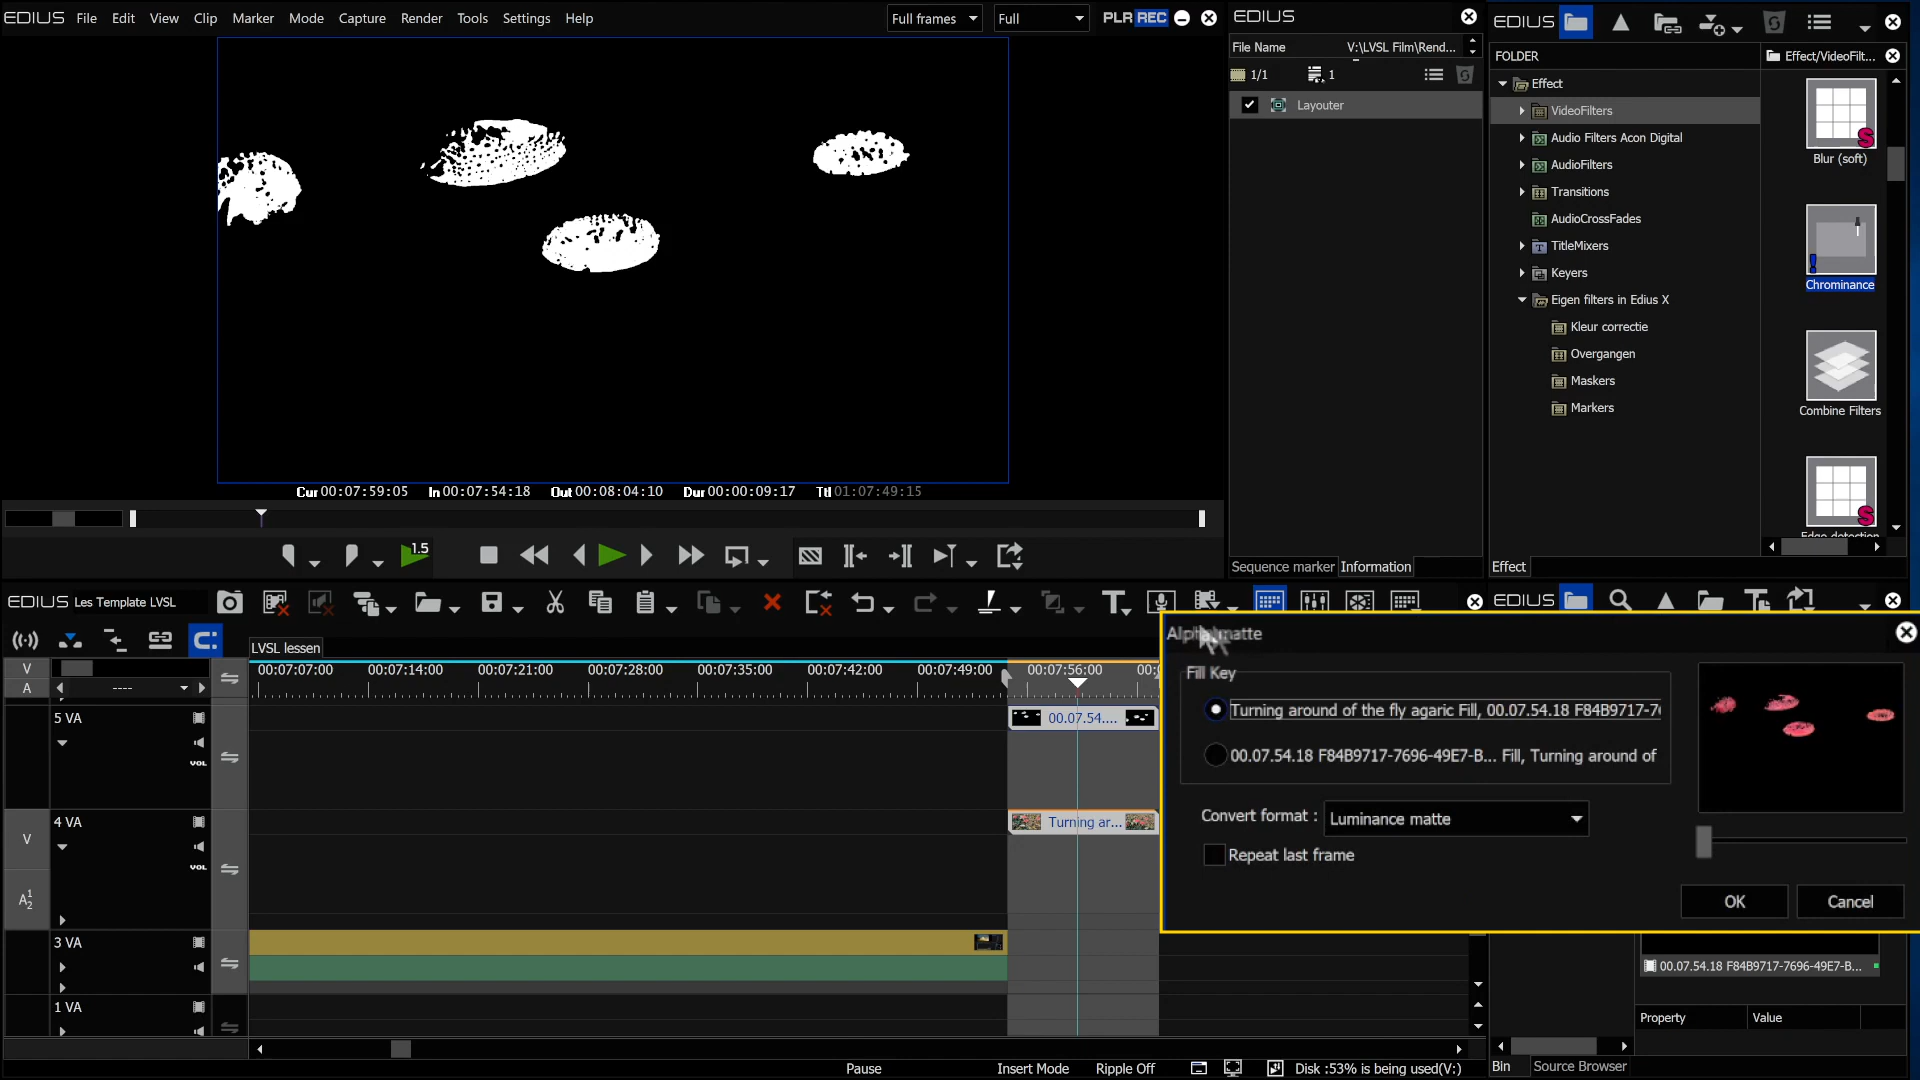 EDIUS File Edit View Clip Marker Mode Capture Render Tools Settings Help
Full frames Full PLR REC
Cur 00:07:59:05 In 00:07:54:18 Out 00:08:04:10 Dur 00:00:09:17 Ttl 01:07:49:15
1.5
EDIUS
File Name V:\LVSL Film\Rend...
1/1 1
Layouter
Sequence marker Information
EDIUS
FOLDER
Effect
VideoFilters
Audio Filters Acon Digital
AudioFilters
Transitions
AudioCrossFades
TitleMixers
Keyers
Eigen filters in Edius X
Kleur correctie
Overgangen
Maskers
Markers
Effect/VideoFilt...
Blur (soft)
Chrominance
Combine Filters
Edge detection
Effect
EDIUS Les Template LVSL
EDIUS
LVSL lessen
V
A
----
00:07:07:00 00:07:14:00 00:07:21:00 00:07:28:00 00:07:35:00 00:07:42:00 00:07:49:00 00:07:56:00
5 VA
VOL
00.07.54....
V
A 1 2
4 VA
VOL
Turning ar...
3 VA
1 VA
Alpha matte
Fill Key
Turning around of the fly agaric Fill, 00.07.54.18 F84B9717-7
00.07.54.18 F84B9717-7696-49E7-B... Fill, Turning around of
Convert format : Luminance matte
Repeat last frame
OK Cancel
00.07.54.18 F84B9717-7696-49E7-B...
Property Value
Bin Source Browser
Pause Insert Mode Ripple Off Disk :53% is being used(V:)